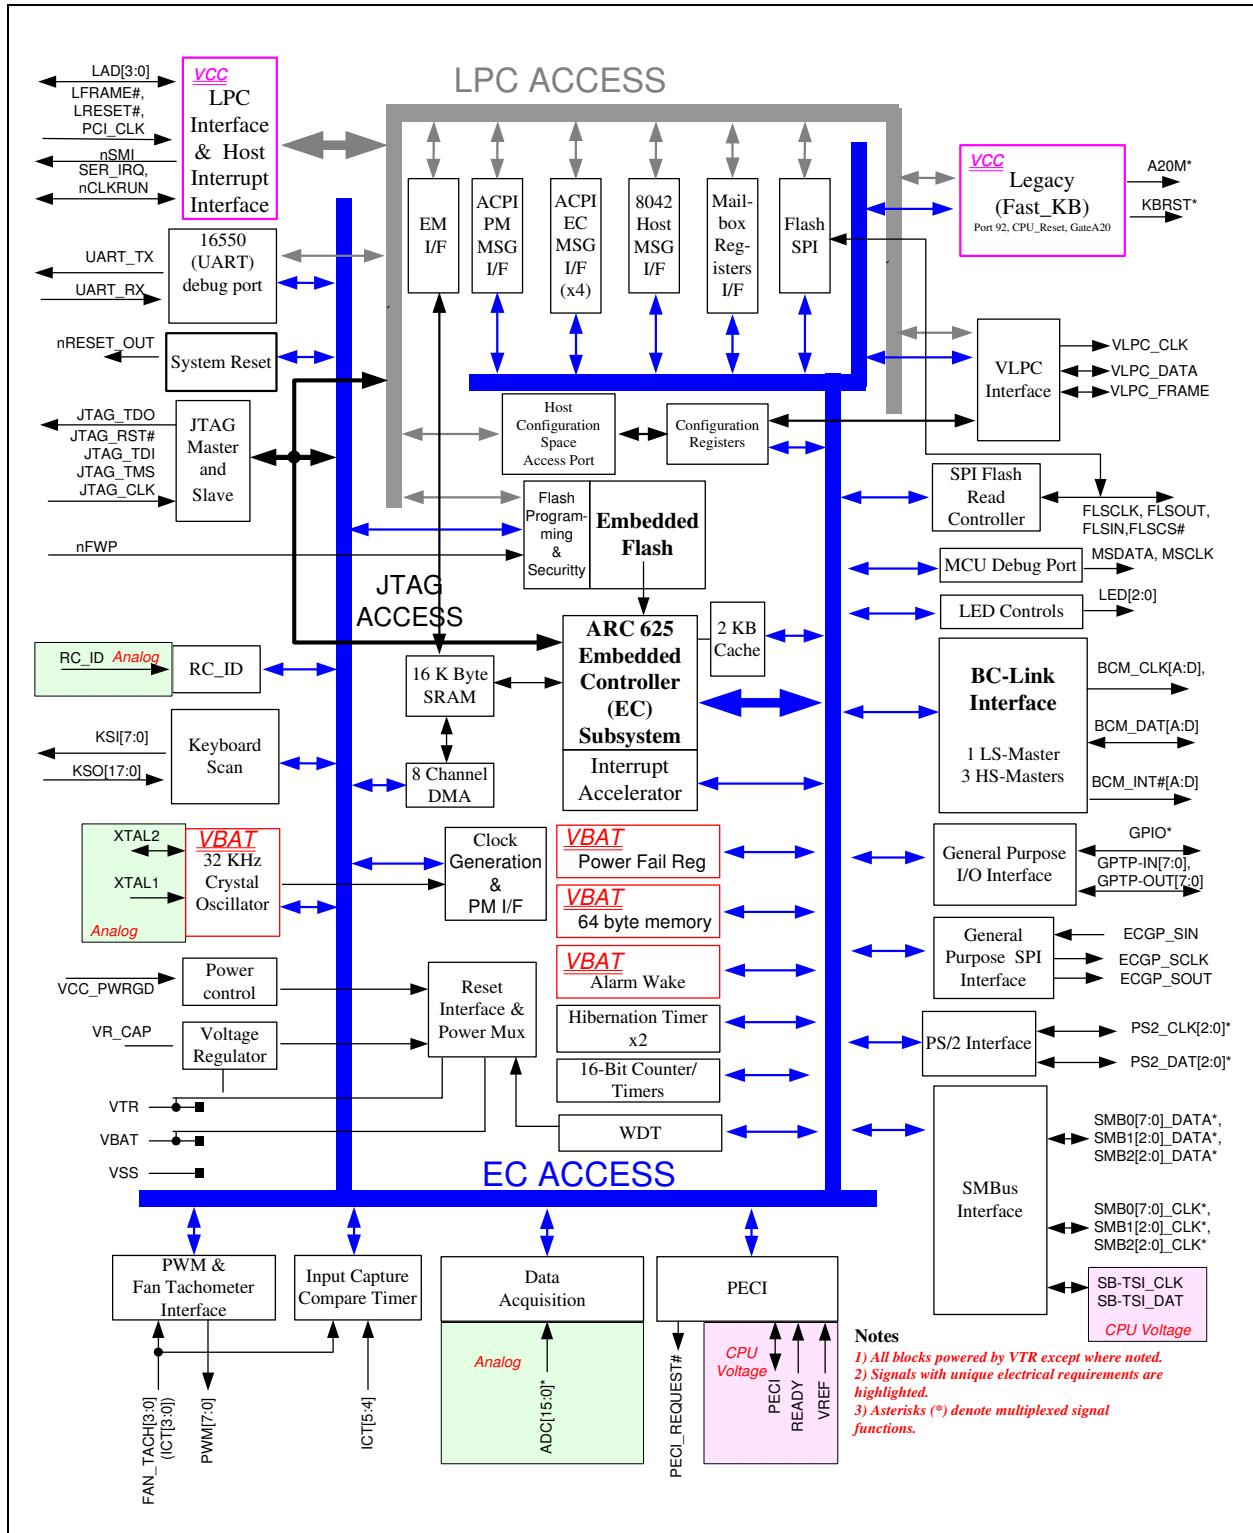 LPC ACCESS
LAD[3:0]
LFRAME#,
LRESET#,
PCI_CLK
nSMI
SER_IRQ,
nCLKRUN
VCC
LPC
Interface
& Host
Interrupt
Interface
EM
I/F
ACPI
PM
MSG
I/F
ACPI
EC
MSG
I/F
(x4)
8042
Host
MSG
I/F
Mail-
box
Reg-
isters
I/F
Flash
SPI
VCC
Legacy
(Fast_KB)
Port 92, CPU_Reset, GateA20
A20M*
KBRST*
UART_TX
UART_RX
16550
(UART)
debug port
nRESET_OUT
System Reset
VLPC
Interface
VLPC_CLK
VLPC_DATA
VLPC_FRAME
JTAG_TDO
JTAG_RST#
JTAG_TDI
JTAG_TMS
JTAG_CLK
JTAG
Master
and
Slave
Host
Configuration
Space
Access Port
Configuration
Registers
SPI Flash
Read
Controller
FLSCLK, FLSOUT,
FLSIN,FLSCS#
nFWP
Flash
Program-
ming
&
Securitty
Embedded
Flash
MCU Debug Port
MSDATA, MSCLK
LED Controls
LED[2:0]
JTAG
ACCESS
ARC 625
Embedded
Controller
(EC)
Subsystem
2 KB
Cache
RC_ID Analog
RC_ID
16 K Byte
SRAM
BC-Link
Interface
1 LS-Master
3 HS-Masters
BCM_CLK[A:D],
BCM_DAT[A:D]
BCM_INT#[A:D]
KSI[7:0]
KSO[17:0]
Keyboard
Scan
8 Channel
DMA
Interrupt
Accelerator
XTAL2
XTAL1
Analog
VBAT
32 KHz
Crystal
Oscillator
Clock
Generation
&
PM I/F
VBAT
Power Fail Reg
VBAT
64 byte memory
VBAT
Alarm Wake
General Purpose
I/O Interface
GPIO*
GPTP-IN[7:0],
GPTP-OUT[7:0]
General
Purpose SPI
Interface
ECGP_SIN
ECGP_SCLK
ECGP_SOUT
VCC_PWRGD
Power
control
VR_CAP
Voltage
Regulator
Reset
Interface &
Power Mux
Hibernation Timer
x2
16-Bit Counter/
Timers
WDT
PS/2 Interface
PS2_CLK[2:0]*
PS2_DAT[2:0]*
VTR
VBAT
VSS
EC ACCESS
SMBus
Interface
SMB0[7:0]_DATA*,
SMB1[2:0]_DATA*,
SMB2[2:0]_DATA*
SMB0[7:0]_CLK*,
SMB1[2:0]_CLK*,
SMB2[2:0]_CLK*
SB-TSI_CLK
SB-TSI_DAT
CPU Voltage
PWM &
Fan Tachometer
Interface
Input Capture
Compare Timer
Data
Acquisition
PECI
FAN_TACH[3:0]
(ICT[3:0])
PWM[7:0]
ICT[5:4]
Analog
ADC[15:0]*
PECI_REQUEST#
CPU
Voltage
PECI
READY
VREF
Notes
1) All blocks powered by VTR except where noted.
2) Signals with unique electrical requirements are
highlighted.
3) Asterisks (*) denote multiplexed signal
functions.